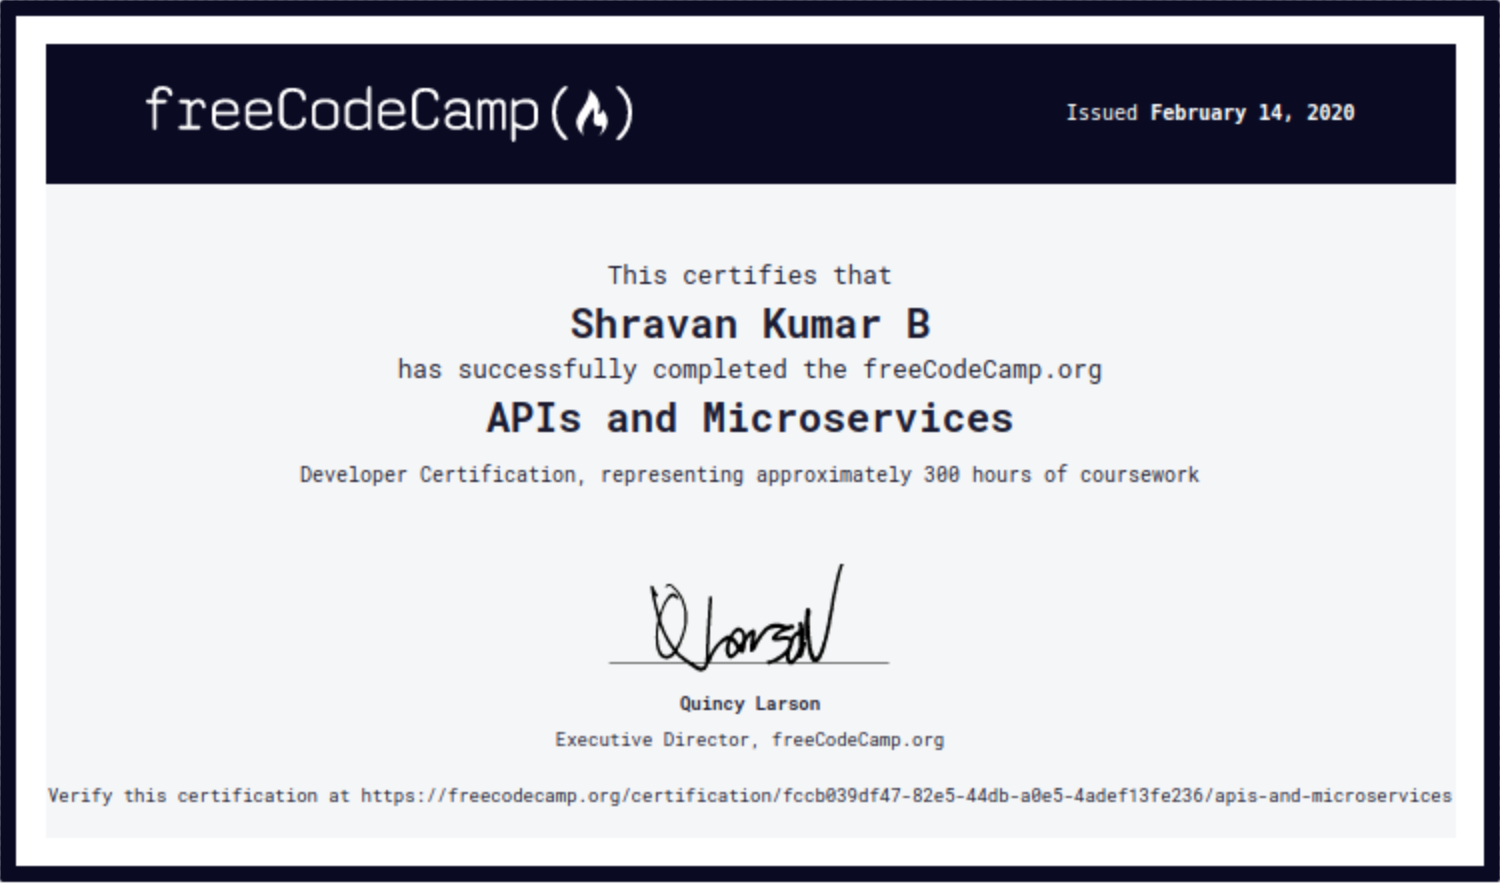 freeCodeCamp(🔥)
Issued February 14, 2020
This certifies that
Shravan Kumar B
has successfully completed the freeCodeCamp.org
APIs and Microservices
Developer Certification, representing approximately 300 hours of coursework
QLarson
Quincy Larson
Executive Director, freeCodeCamp.org
Verify this certification at https://freecodecamp.org/certification/fccb039df47-82e5-44db-a0e5-4adef13fe236/apis-and-microservices